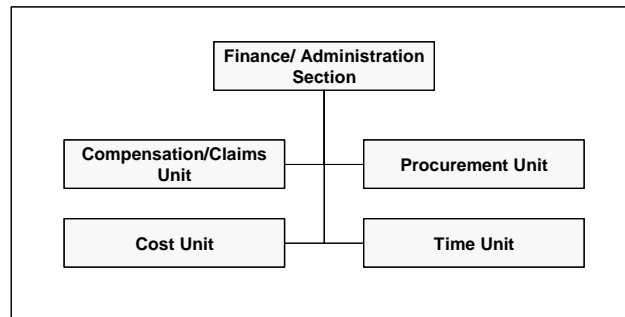 Finance/ Administration
Section
Compensation/Claims
Unit
Procurement Unit
Cost Unit
Time Unit